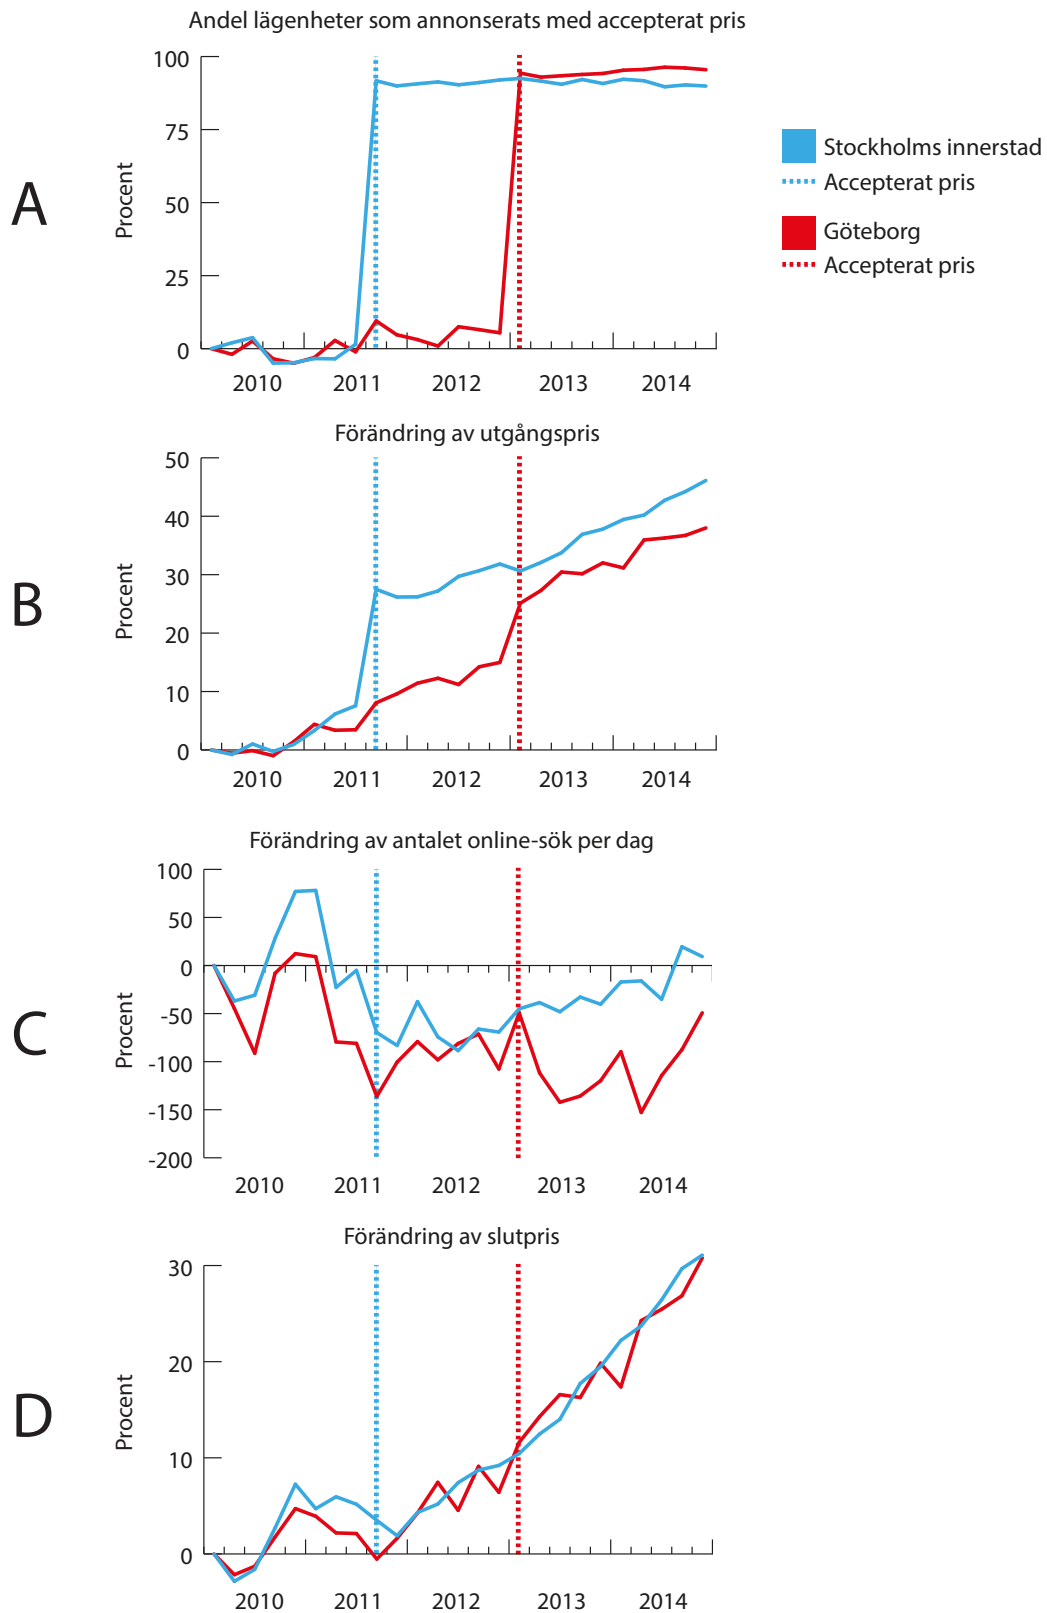 Andel lägenheter som annonserats med accepterat pris
A
Procent
100
75
50
25
0
2010 2011 2012 2013 2014
Stockholms innerstad
Accepterat pris
Göteborg
Accepterat pris
Förändring av utgångspris
B
Procent
50
40
30
20
10
0
2010 2011 2012 2013 2014
Förändring av antalet online-sök per dag
C
Procent
100
50
0
-50
-100
-150
-200
2010 2011 2012 2013 2014
Förändring av slutpris
D
Procent
30
20
10
0
2010 2011 2012 2013 2014